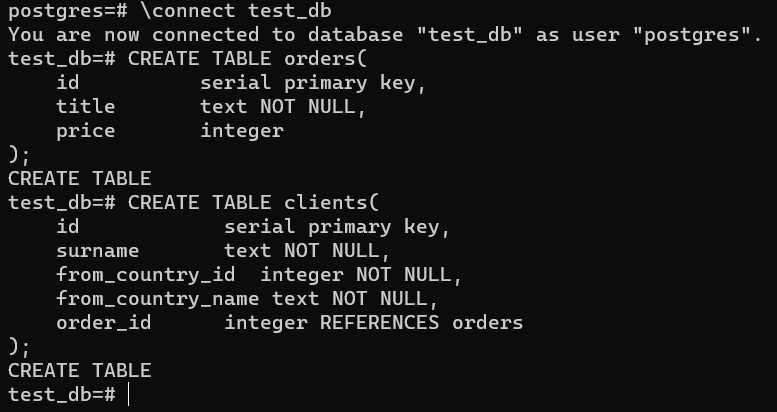 postgres=# \connect test_db
You are now connected to database "test_db" as user "postgres".
test_db=# CREATE TABLE orders(
    id          serial primary key,
    title       text NOT NULL,
    price       integer
);
CREATE TABLE
test_db=# CREATE TABLE clients(
    id            serial primary key,
    surname       text NOT NULL,
    from_country_id  integer NOT NULL,
    from_country_name text NOT NULL,
    order_id      integer REFERENCES orders
);
CREATE TABLE
test_db=#